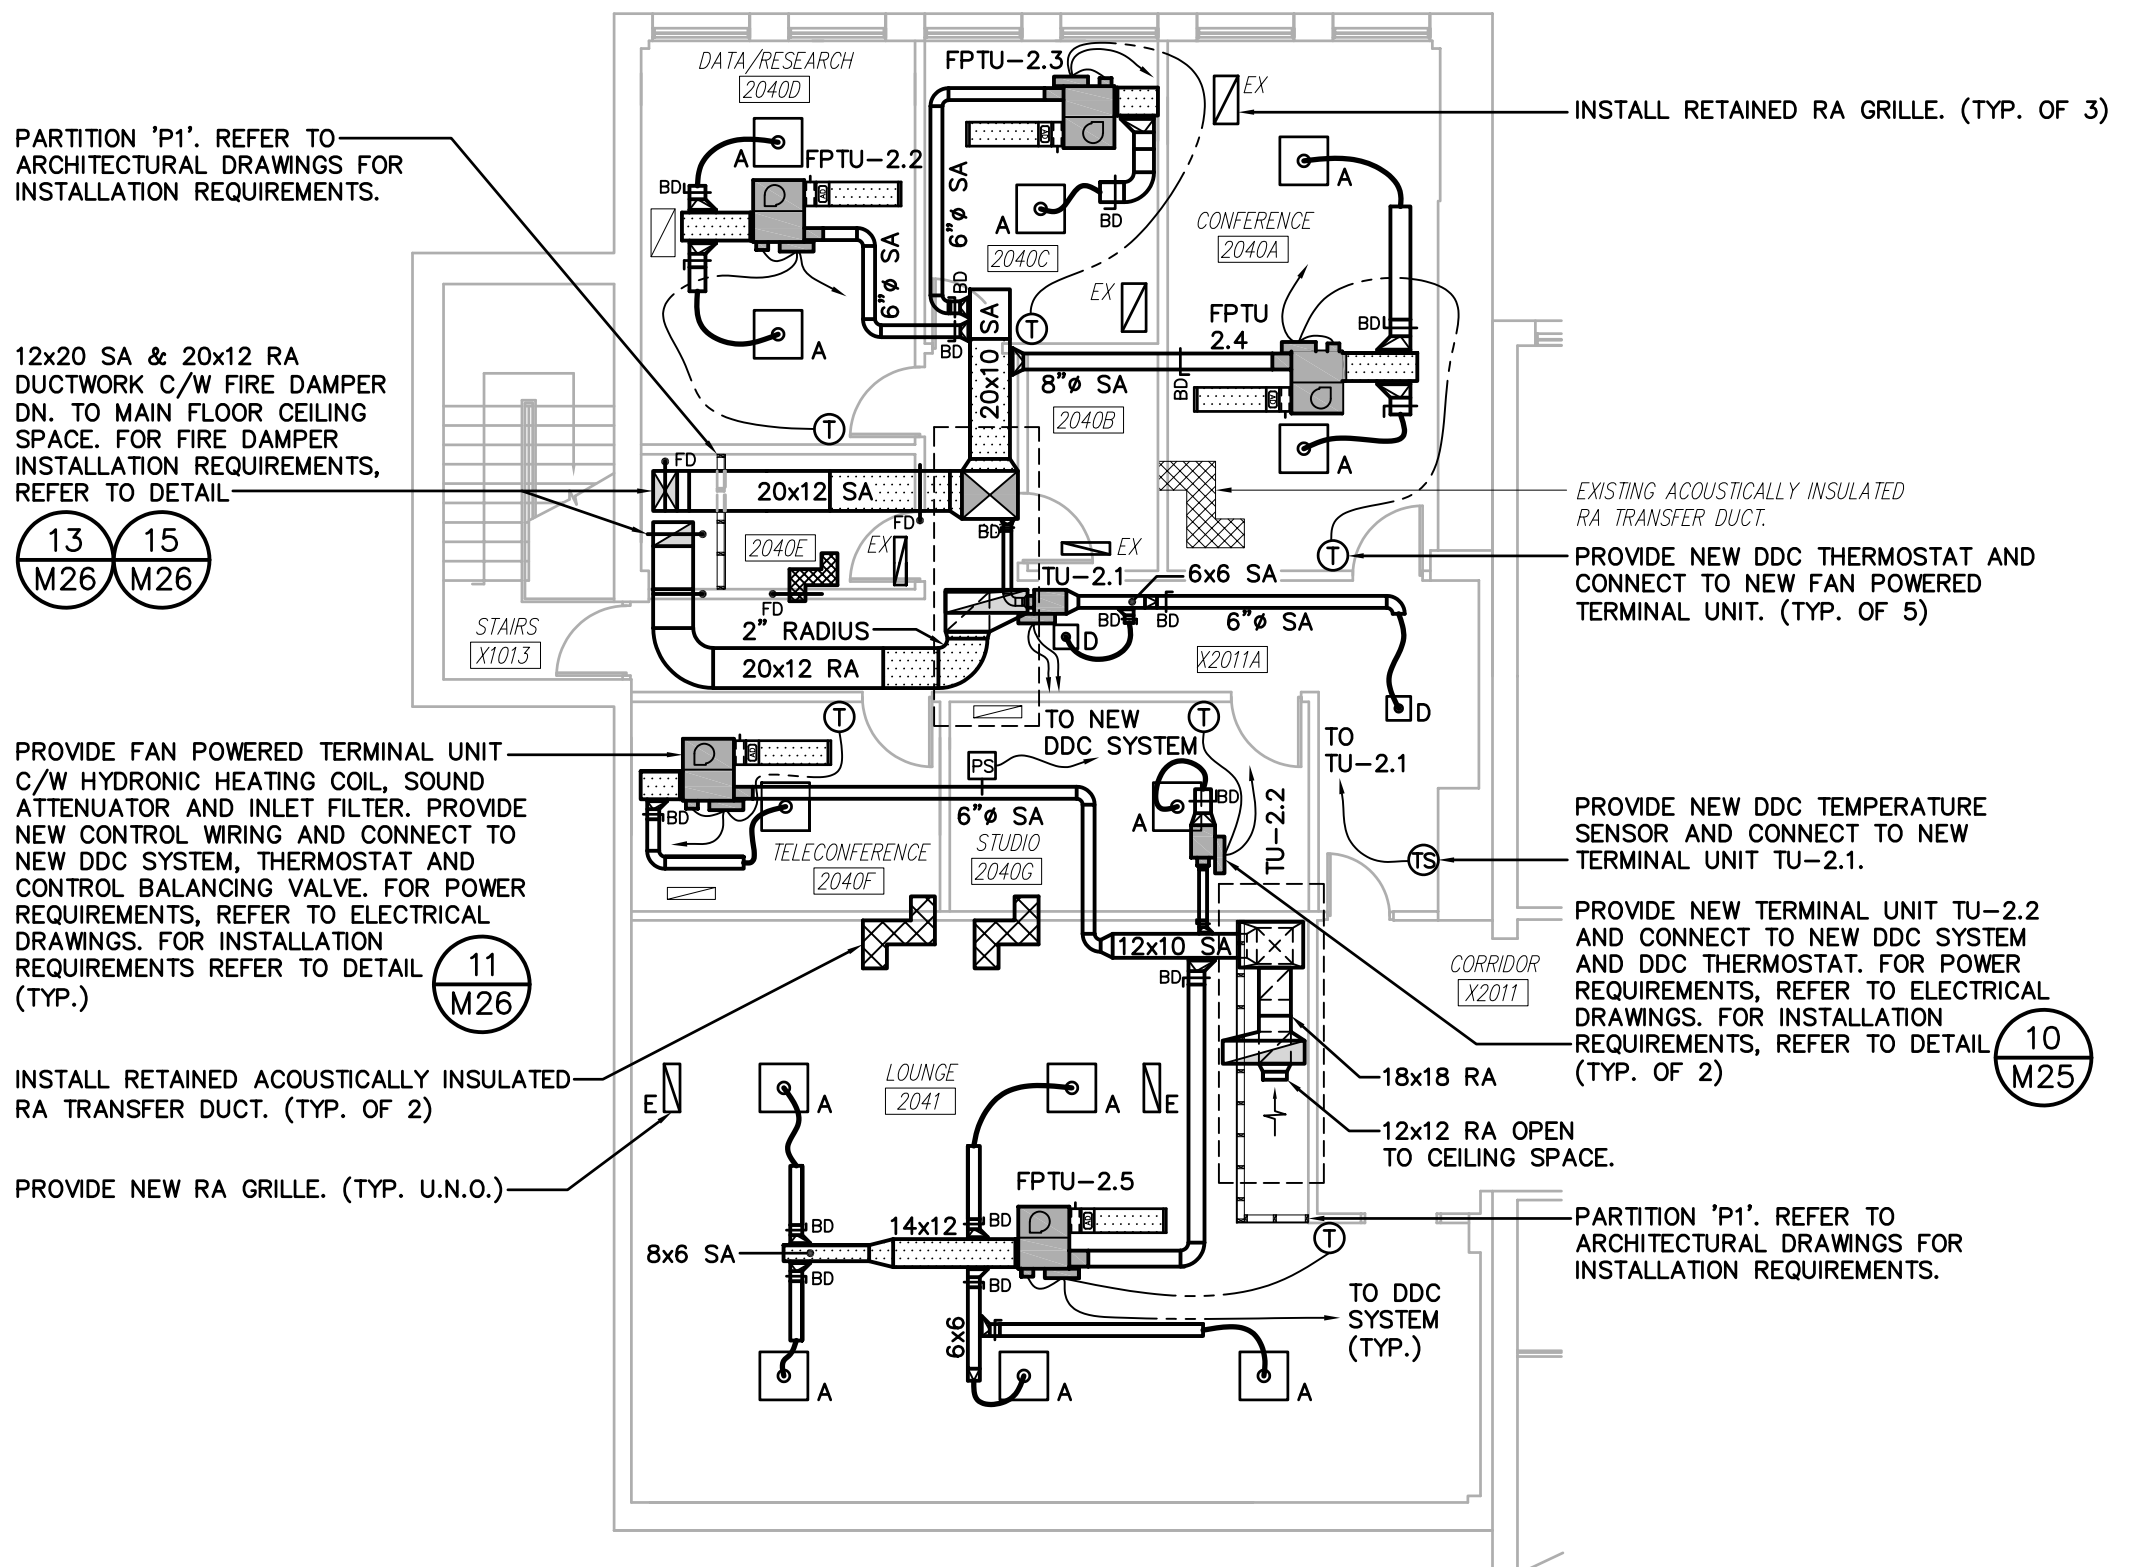 PARTITION 'P1'. REFER TO
ARCHITECTURAL DRAWINGS FOR
INSTALLATION REQUIREMENTS.
12x20 SA & 20x12 RA
DUCTWORK C/W FIRE DAMPER
DN. TO MAIN FLOOR CEILING
SPACE. FOR FIRE DAMPER
INSTALLATION REQUIREMENTS,
REFER TO DETAIL
13
M26
15
M26
PROVIDE FAN POWERED TERMINAL UNIT
C/W HYDRONIC HEATING COIL, SOUND
ATTENUATOR AND INLET FILTER. PROVIDE
NEW CONTROL WIRING AND CONNECT TO
NEW DDC SYSTEM, THERMOSTAT AND
CONTROL BALANCING VALVE. FOR POWER
REQUIREMENTS, REFER TO ELECTRICAL
DRAWINGS. FOR INSTALLATION
REQUIREMENTS REFER TO DETAIL
(TYP.)
11
M26
INSTALL RETAINED ACOUSTICALLY INSULATED
RA TRANSFER DUCT. (TYP. OF 2)
PROVIDE NEW RA GRILLE. (TYP. U.N.O.)
DATA/RESEARCH
2040D
A
FPTU-2.2
BD
AD
6"ø SA
A
T
FPTU-2.3
AD
6"ø SA
A
BD
2040C
BD
BD
SA
20x10
T
EX
EX
CONFERENCE
2040A
A
FPTU
2.4
BD
BD
AD
8"ø SA
2040B
A
T
FD
20x12 SA
FD
2040E
EX
FD
BD
EX
TU-2.1
6x6 SA
BD
BD
6"ø SA
D
D
X2011A
2" RADIUS
20x12 RA
STAIRS
X1013
T
AD
BD
TELECONFERENCE
2040F
TO NEW
DDC SYSTEM
PS
6"ø SA
STUDIO
2040G
T
BD
A
TU-2.2
TO
TU-2.1
TS
12x10 SA
BD
CORRIDOR
X2011
18x18 RA
12x12 RA OPEN
TO CEILING SPACE.
LOUNGE
2041
E
A
A
E
FPTU-2.5
AD
BD
BD
14x12
8x6 SA
BD
BD
6x6
T
TO DDC
SYSTEM
(TYP.)
A
A
A
INSTALL RETAINED RA GRILLE. (TYP. OF 3)
EXISTING ACOUSTICALLY INSULATED
RA TRANSFER DUCT.
PROVIDE NEW DDC THERMOSTAT AND
CONNECT TO NEW FAN POWERED
TERMINAL UNIT. (TYP. OF 5)
PROVIDE NEW DDC TEMPERATURE
SENSOR AND CONNECT TO NEW
TERMINAL UNIT TU-2.1.
PROVIDE NEW TERMINAL UNIT TU-2.2
AND CONNECT TO NEW DDC SYSTEM
AND DDC THERMOSTAT. FOR POWER
REQUIREMENTS, REFER TO ELECTRICAL
DRAWINGS. FOR INSTALLATION
REQUIREMENTS, REFER TO DETAIL
(TYP. OF 2)
10
M25
PARTITION 'P1'. REFER TO
ARCHITECTURAL DRAWINGS FOR
INSTALLATION REQUIREMENTS.